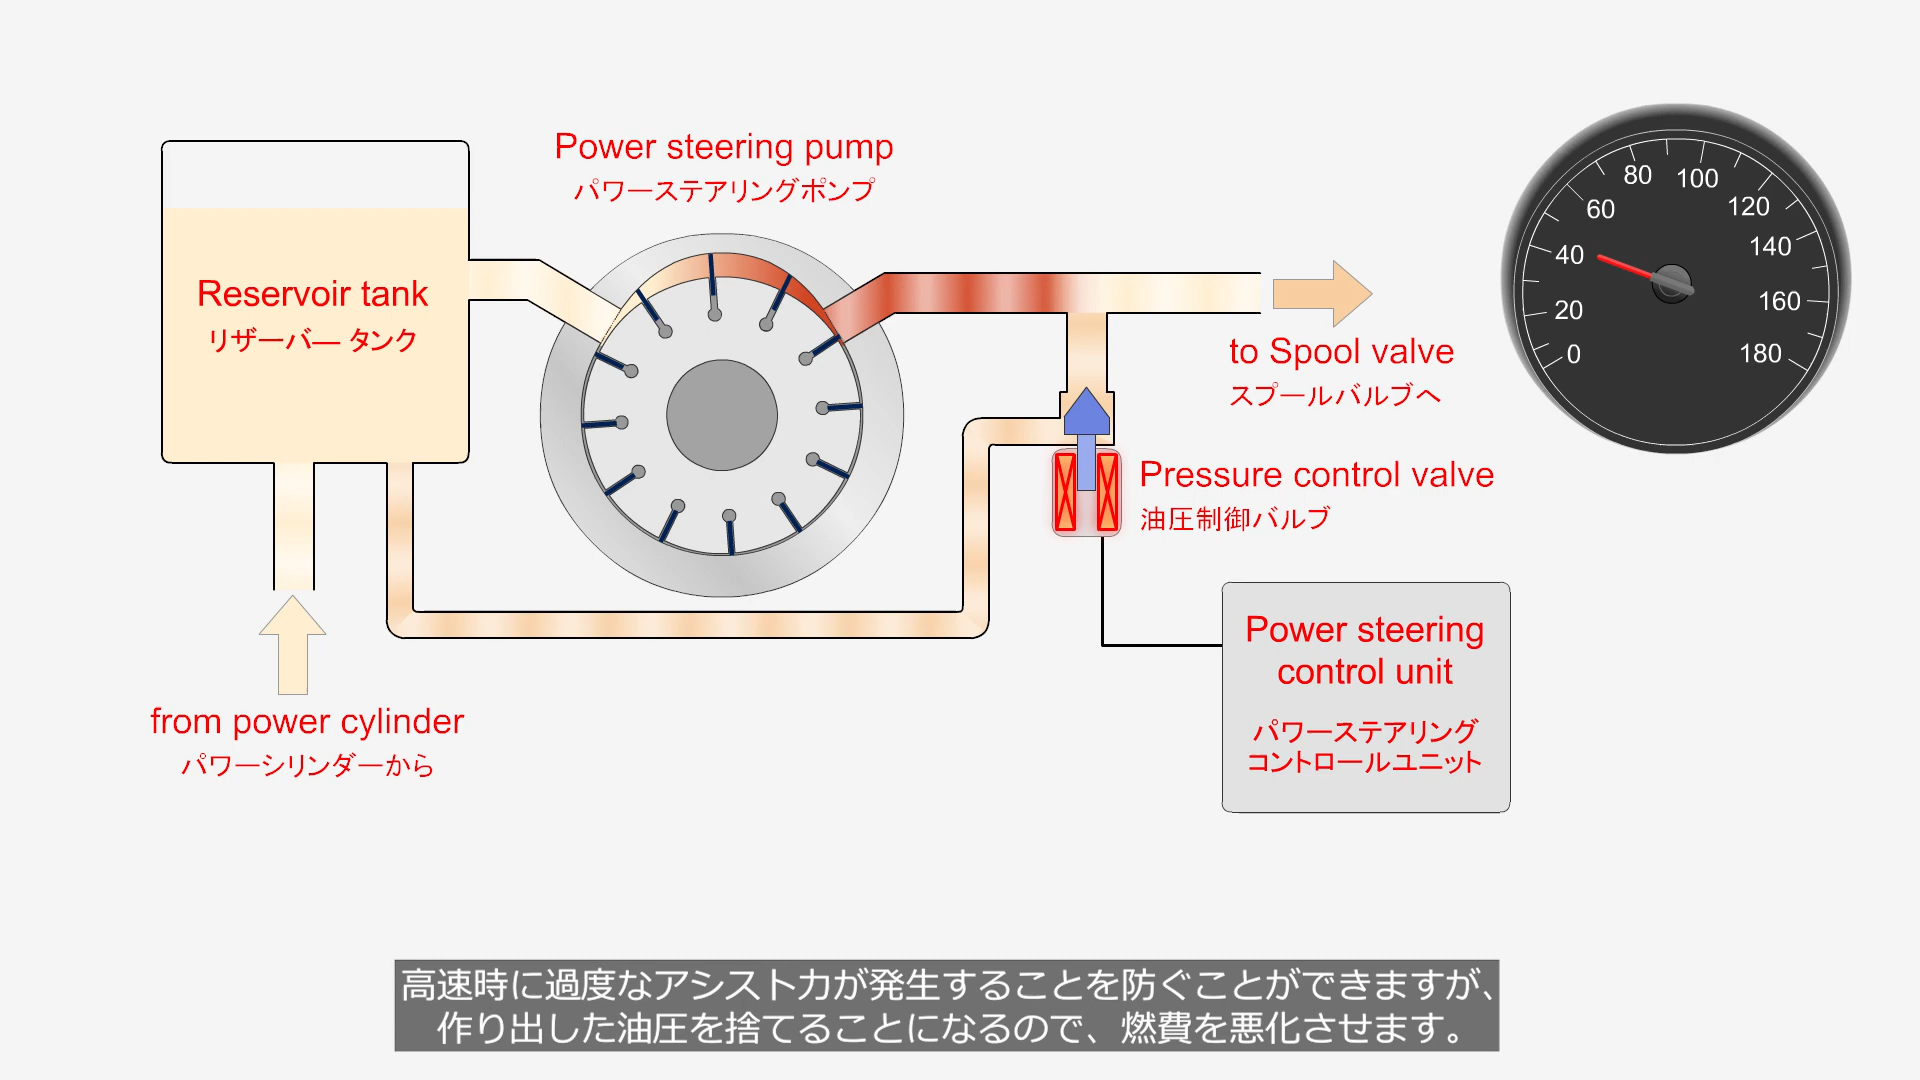 Power steering pump
パワーステアリングポンプ
Reservoir tank
リザーバー タンク
to Spool valve
スプールバルブへ
Pressure control valve
油圧制御バルブ
Power steering
control unit
パワーステアリング
コントロールユニット
from power cylinder
パワーシリンダーから
0
20
40
60
80
100
120
140
160
180
高速時に過度なアシスト力が発生することを防ぐことができますが、
作り出した油圧を捨てることになるので、燃費を悪化させます。